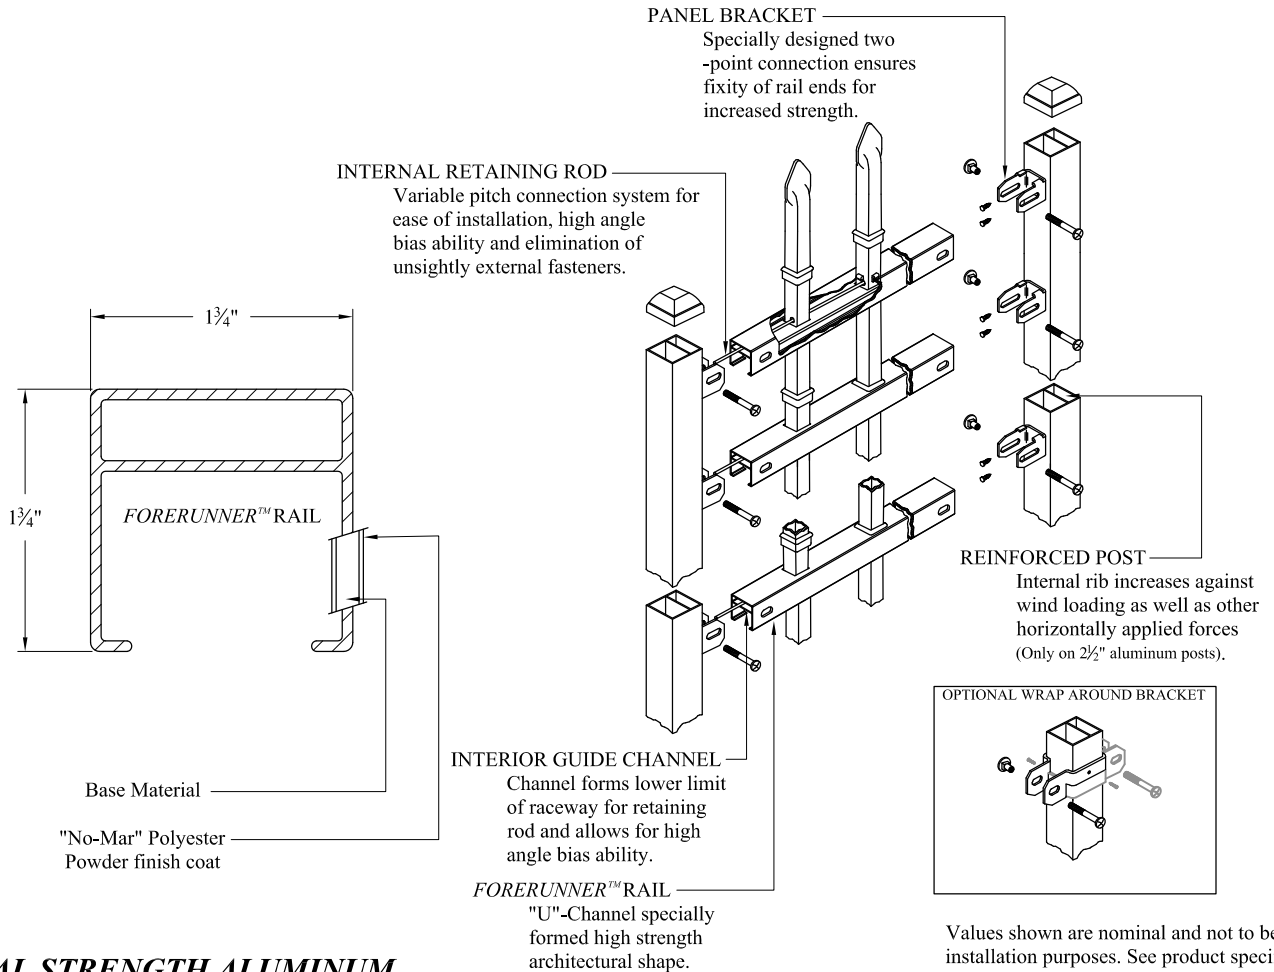 PANEL BRACKET
Specially designed two
-point connection ensures
fixity of rail ends for
increased strength.
INTERNAL RETAINING ROD
Variable pitch connection system for
ease of installation, high angle
bias ability and elimination of
unsightly external fasteners.
1¾"
1¾"
FORERUNNER™ RAIL
REINFORCED POST
Internal rib increases against
wind loading as well as other
horizontally applied forces
(Only on 2½" aluminum posts).
OPTIONAL WRAP AROUND BRACKET
INTERIOR GUIDE CHANNEL
Channel forms lower limit
of raceway for retaining
rod and allows for high
angle bias ability.
Base Material
"No-Mar" Polyester
Powder finish coat
FORERUNNER™ RAIL
"U"-Channel specially
formed high strength
architectural shape.
Values shown are nominal and not to be
installation purposes. See product speci
AL STRENGTH ALUMINUM